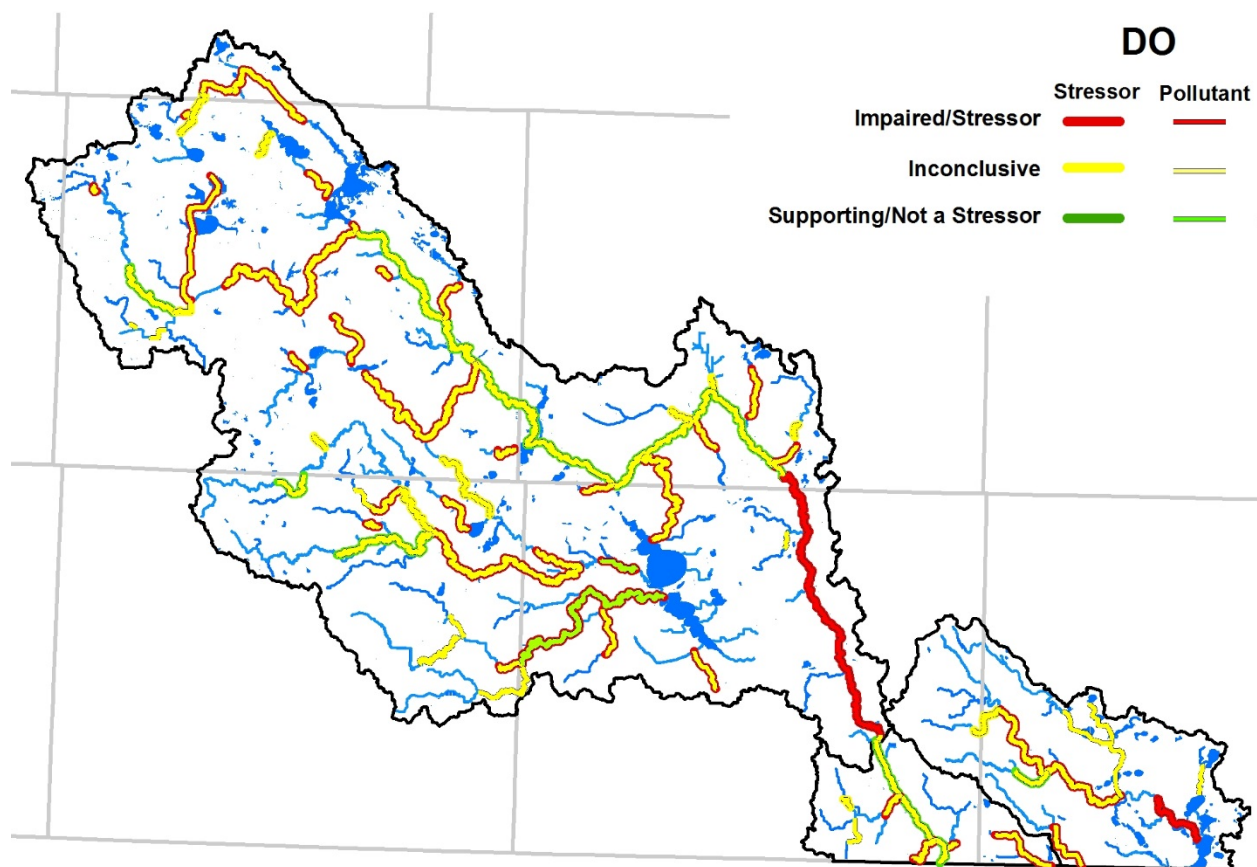 DO
Stressor Pollutant
Impaired/Stressor
Inconclusive
Supporting/Not a Stressor